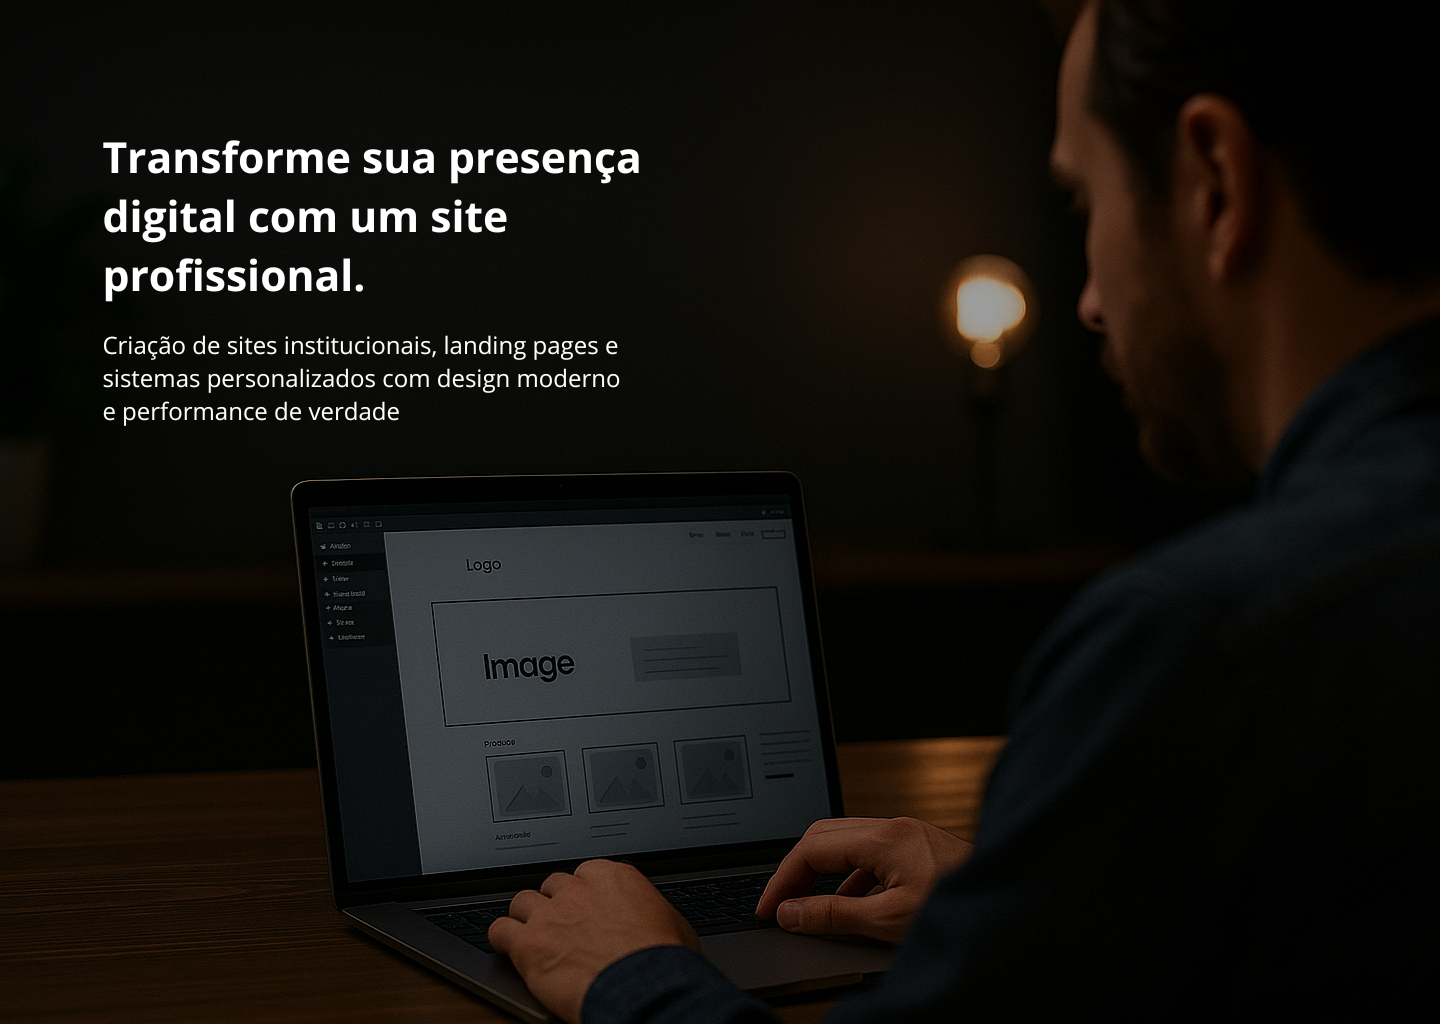 Transforme sua presença
digital com um site
profissional.
Criação de sites institucionais, landing pages e
sistemas personalizados com design moderno
e performance de verdade
Logo
Image
Produce